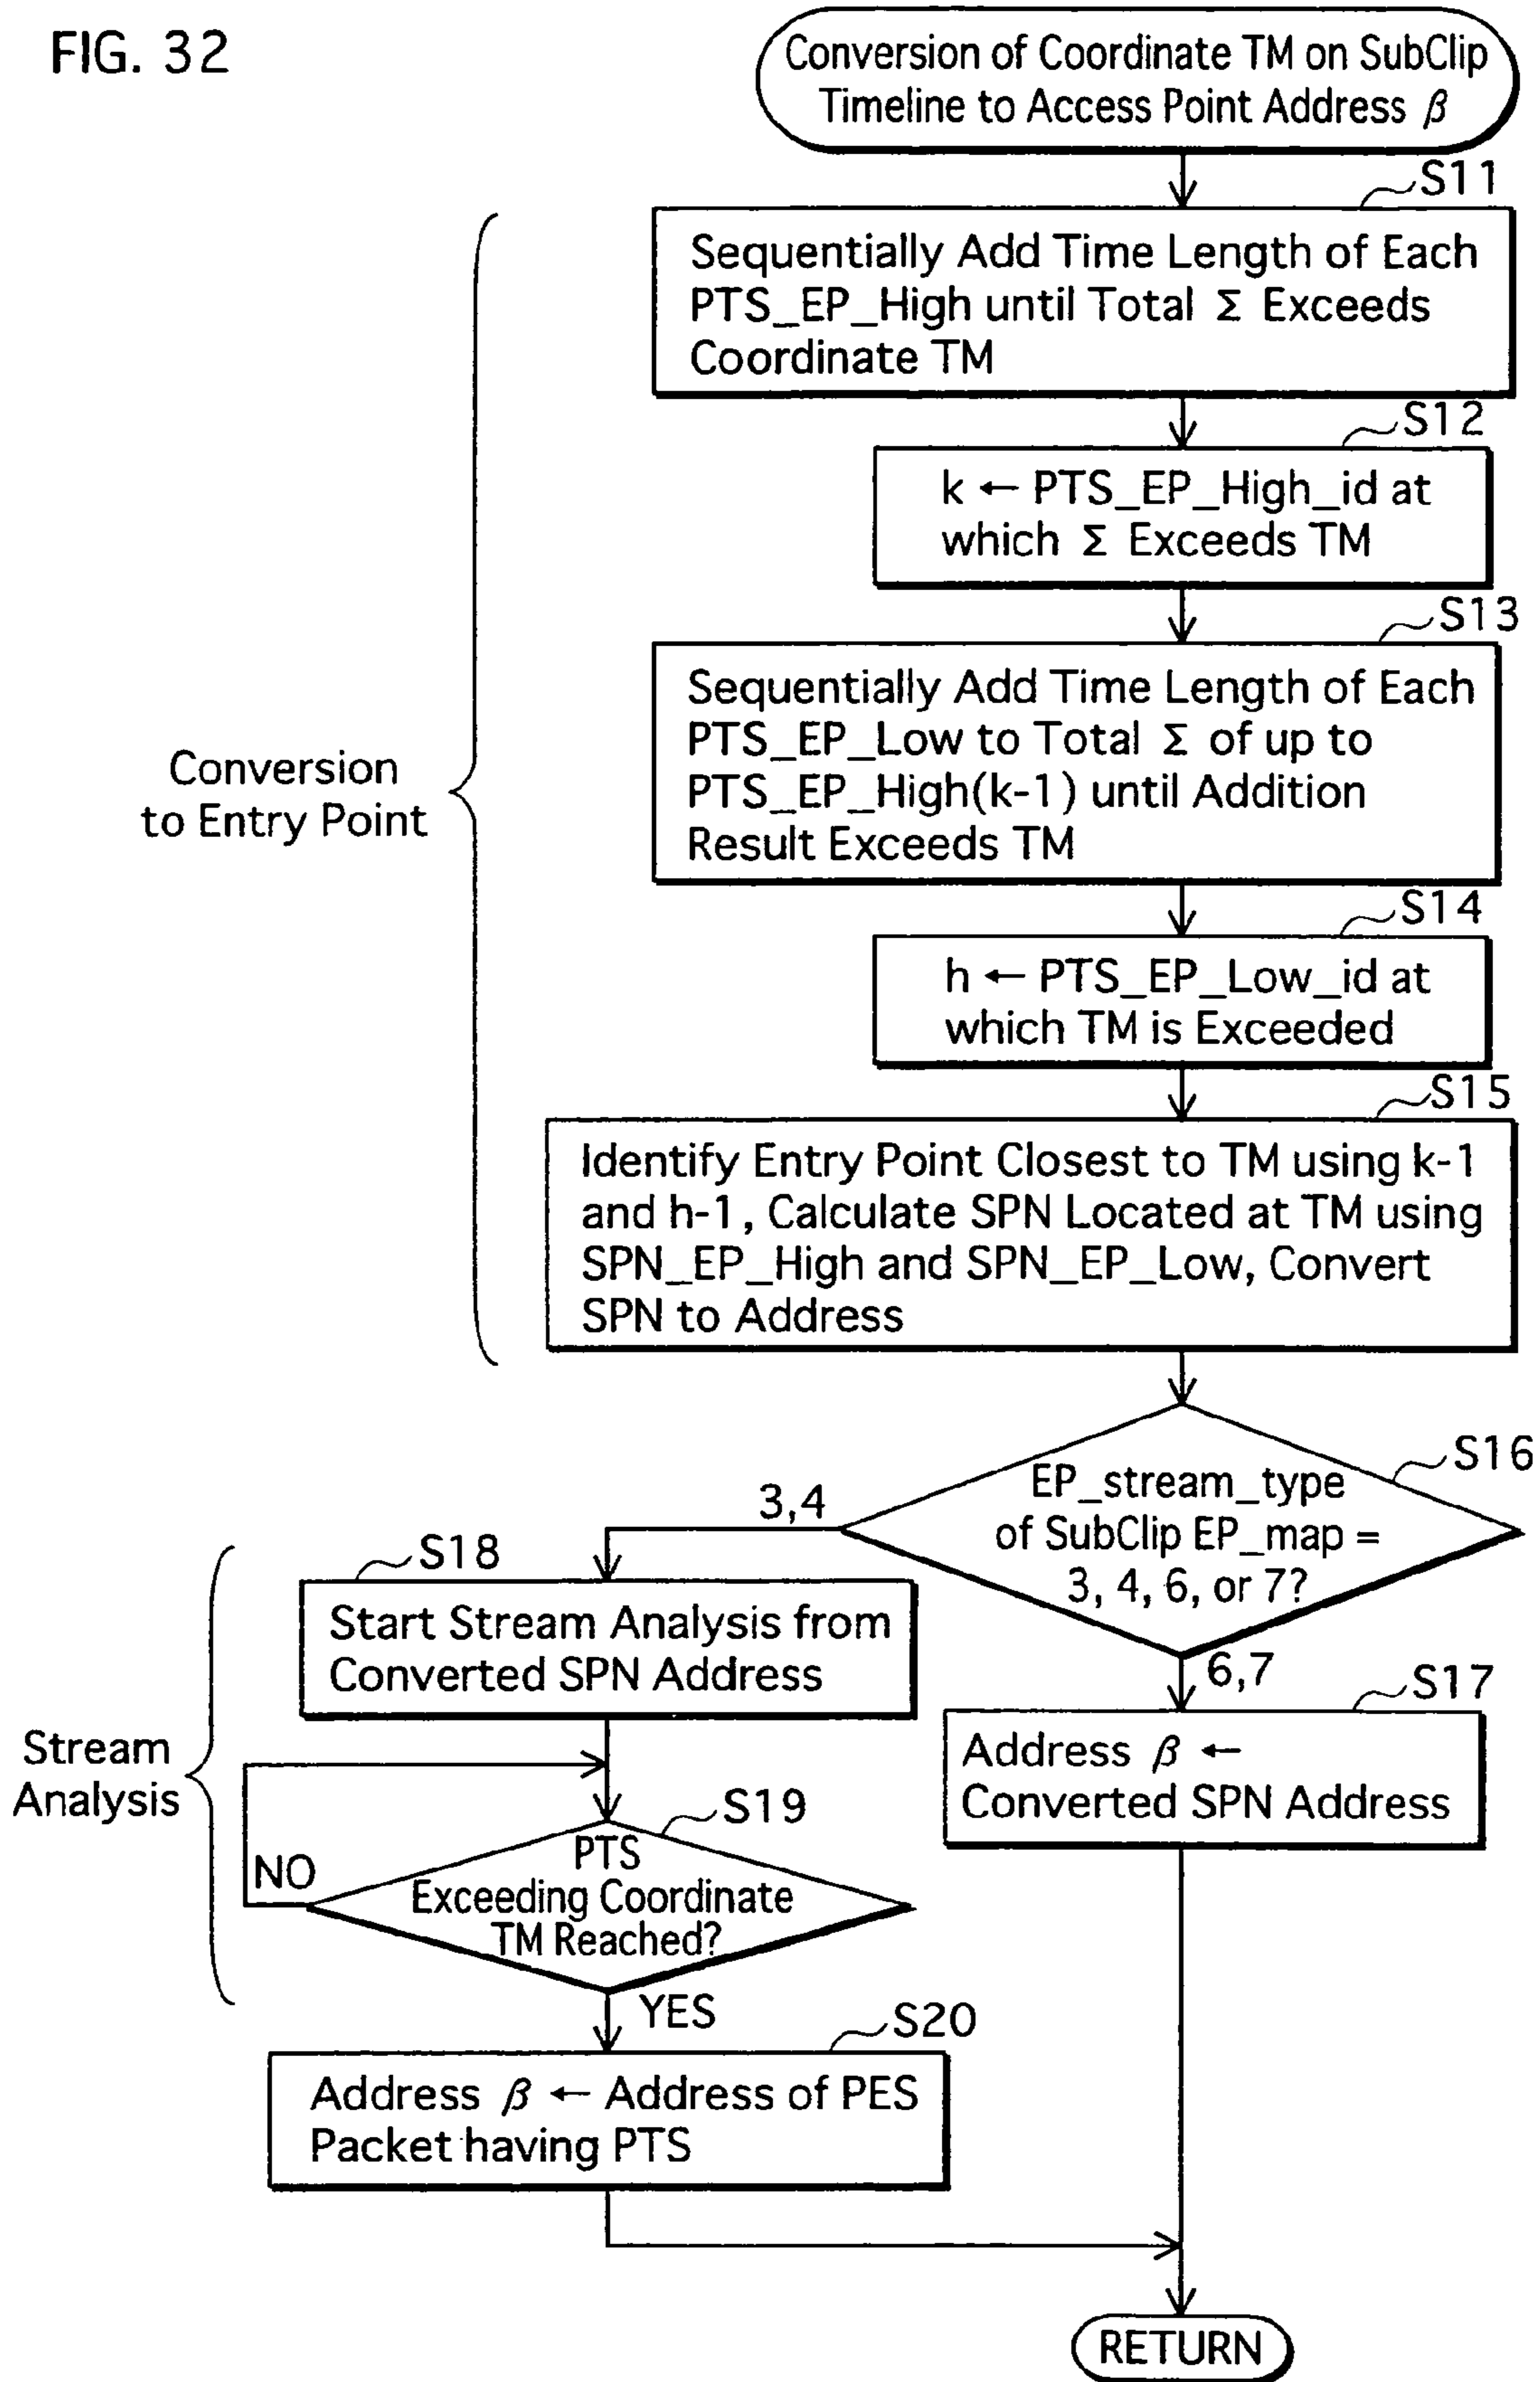 FIG. 32
Conversion of Coordinate TM on SubClip
Timeline to Access Point Address β
S11
Sequentially Add Time Length of Each
PTS_EP_High until Total Σ Exceeds
Coordinate TM
S12
k ← PTS_EP_High_id at
which Σ Exceeds TM
S13
Sequentially Add Time Length of Each
PTS_EP_Low to Total Σ of up to
PTS_EP_High(k-1) until Addition
Result Exceeds TM
Conversion
to Entry Point
S14
h ← PTS_EP_Low_id at
which TM is Exceeded
S15
Identify Entry Point Closest to TM using k-1
and h-1, Calculate SPN Located at TM using
SPN_EP_High and SPN_EP_Low, Convert
SPN to Address
S16
EP_stream_type
of SubClip EP_map =
3, 4, 6, or 7?
3,4
6,7
S18
Start Stream Analysis from
Converted SPN Address
S17
Address β ←
Converted SPN Address
Stream
Analysis
S19
PTS
Exceeding Coordinate
TM Reached?
NO
YES
S20
Address β ← Address of PES
Packet having PTS
RETURN